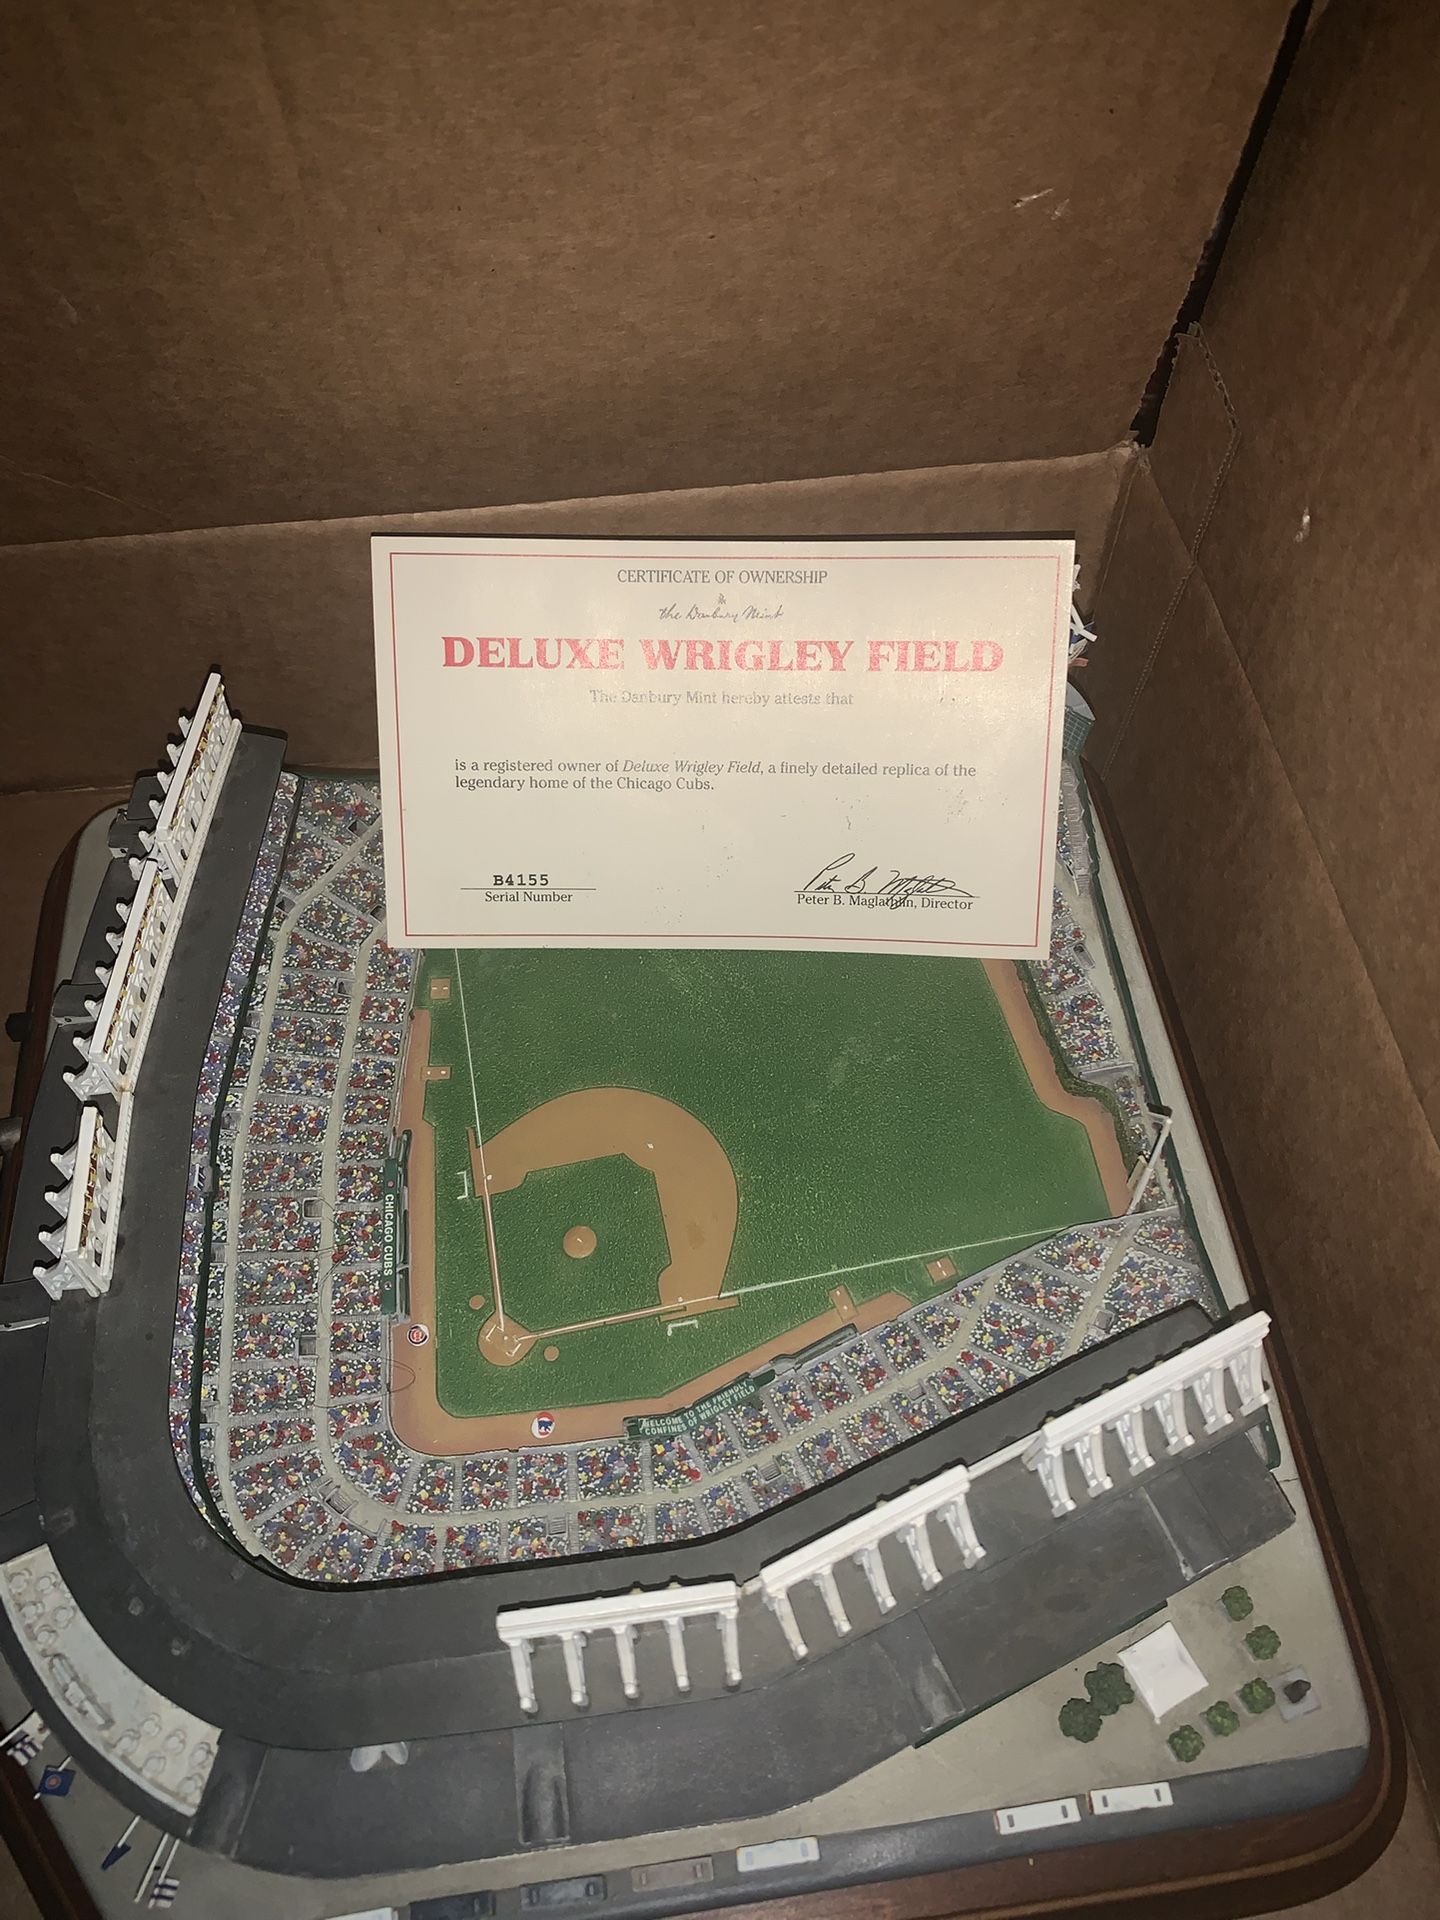 CERTIFICATE OF OWNERSHIP
the Danbury Mint
DELUXE WRIGLEY FIELD
The Danbury Mint hereby attests that
is a registered owner of Deluxe Wrigley Field, a finely detailed replica of the
legendary home of the Chicago Cubs.
B4155
Serial Number
Peter B. Maglathlin, Director
CHICAGO CUBS
WELCOME TO THE FRIENDLY
CONFINES OF WRIGLEY FIELD